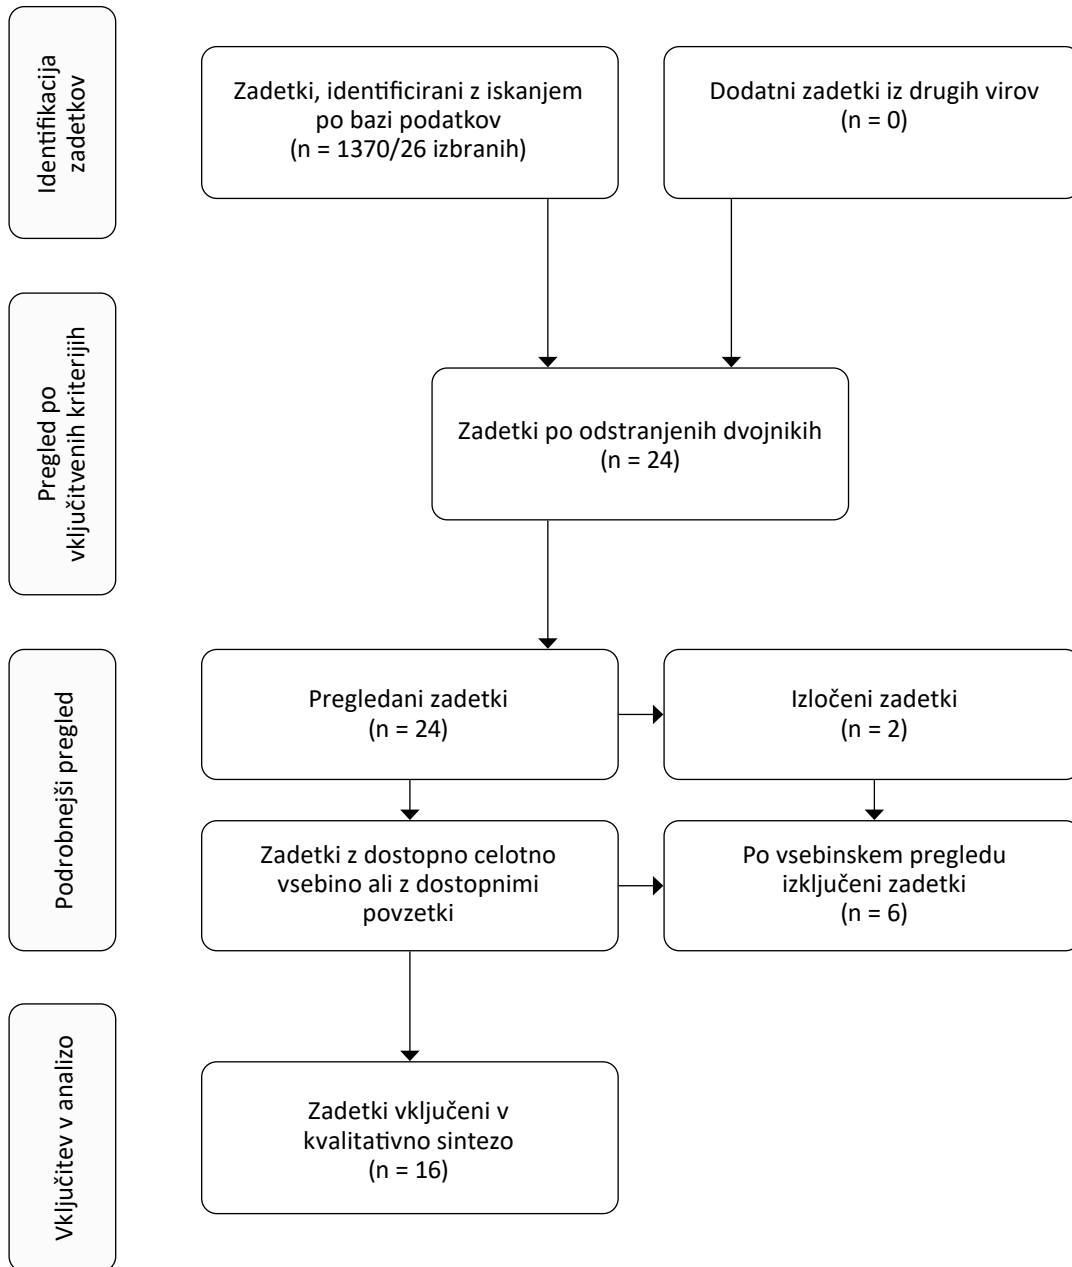 Identifikacija
zadetkov
Zadetki, identificirani z iskanjem
po bazi podatkov
(n = 1370/26 izbranih)
Dodatni zadetki iz drugih virov
(n = 0)
Pregled po
vključitvenih kriterijih
Zadetki po odstranjenih dvojnikih
(n = 24)
Podrobnejši pregled
Pregledani zadetki
(n = 24)
Izločeni zadetki
(n = 2)
Zadetki z dostopno celotno
vsebino ali z dostopnimi
povzetki
Po vsebinskem pregledu
izključeni zadetki
(n = 6)
Vključitev v analizo
Zadetki vključeni v
kvalitativno sintezo
(n = 16)